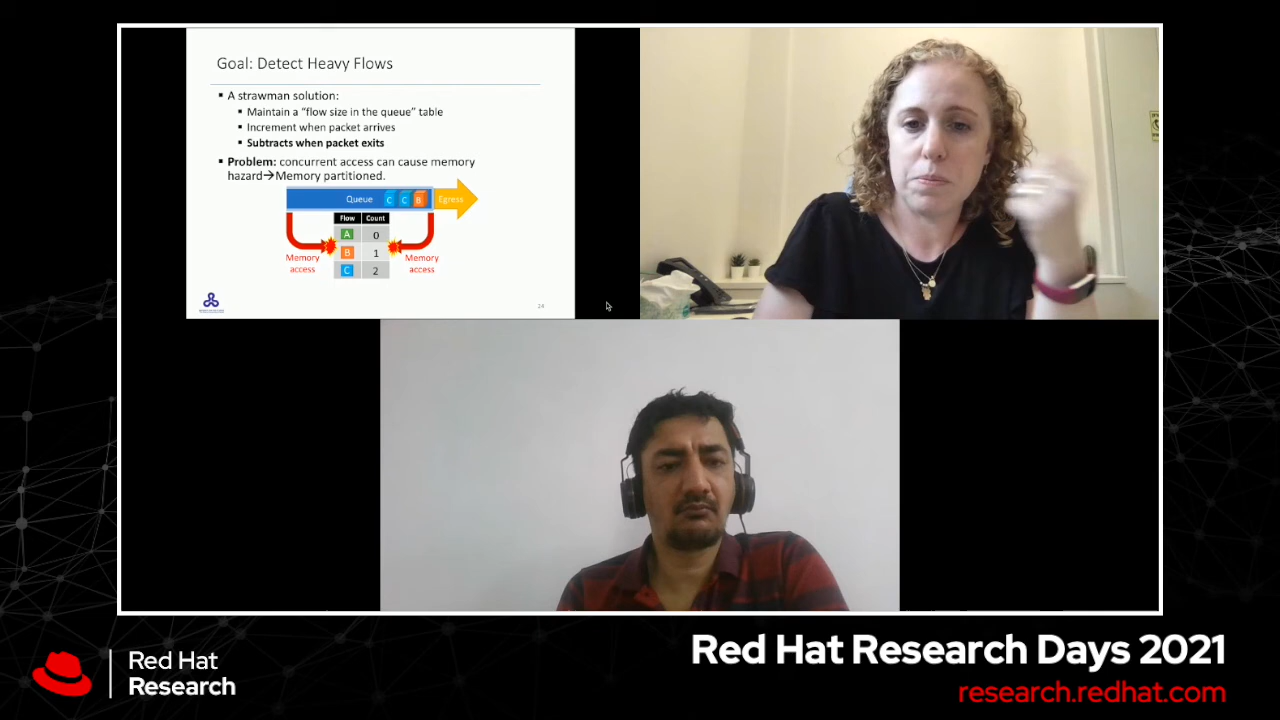 Goal: Detect Heavy Flows
▪ A strawman solution:
▪ Maintain a “flow size in the queue” table
▪ Increment when packet arrives
▪ Subtracts when packet exits
▪ Problem: concurrent access can cause memory
hazard→Memory partitioned.
Queue C C B Egress
Flow Count
A 0
B 1
C 2
Memory
access
Memory
access
24
Red Hat
Research
Red Hat Research Days 2021
research.redhat.com